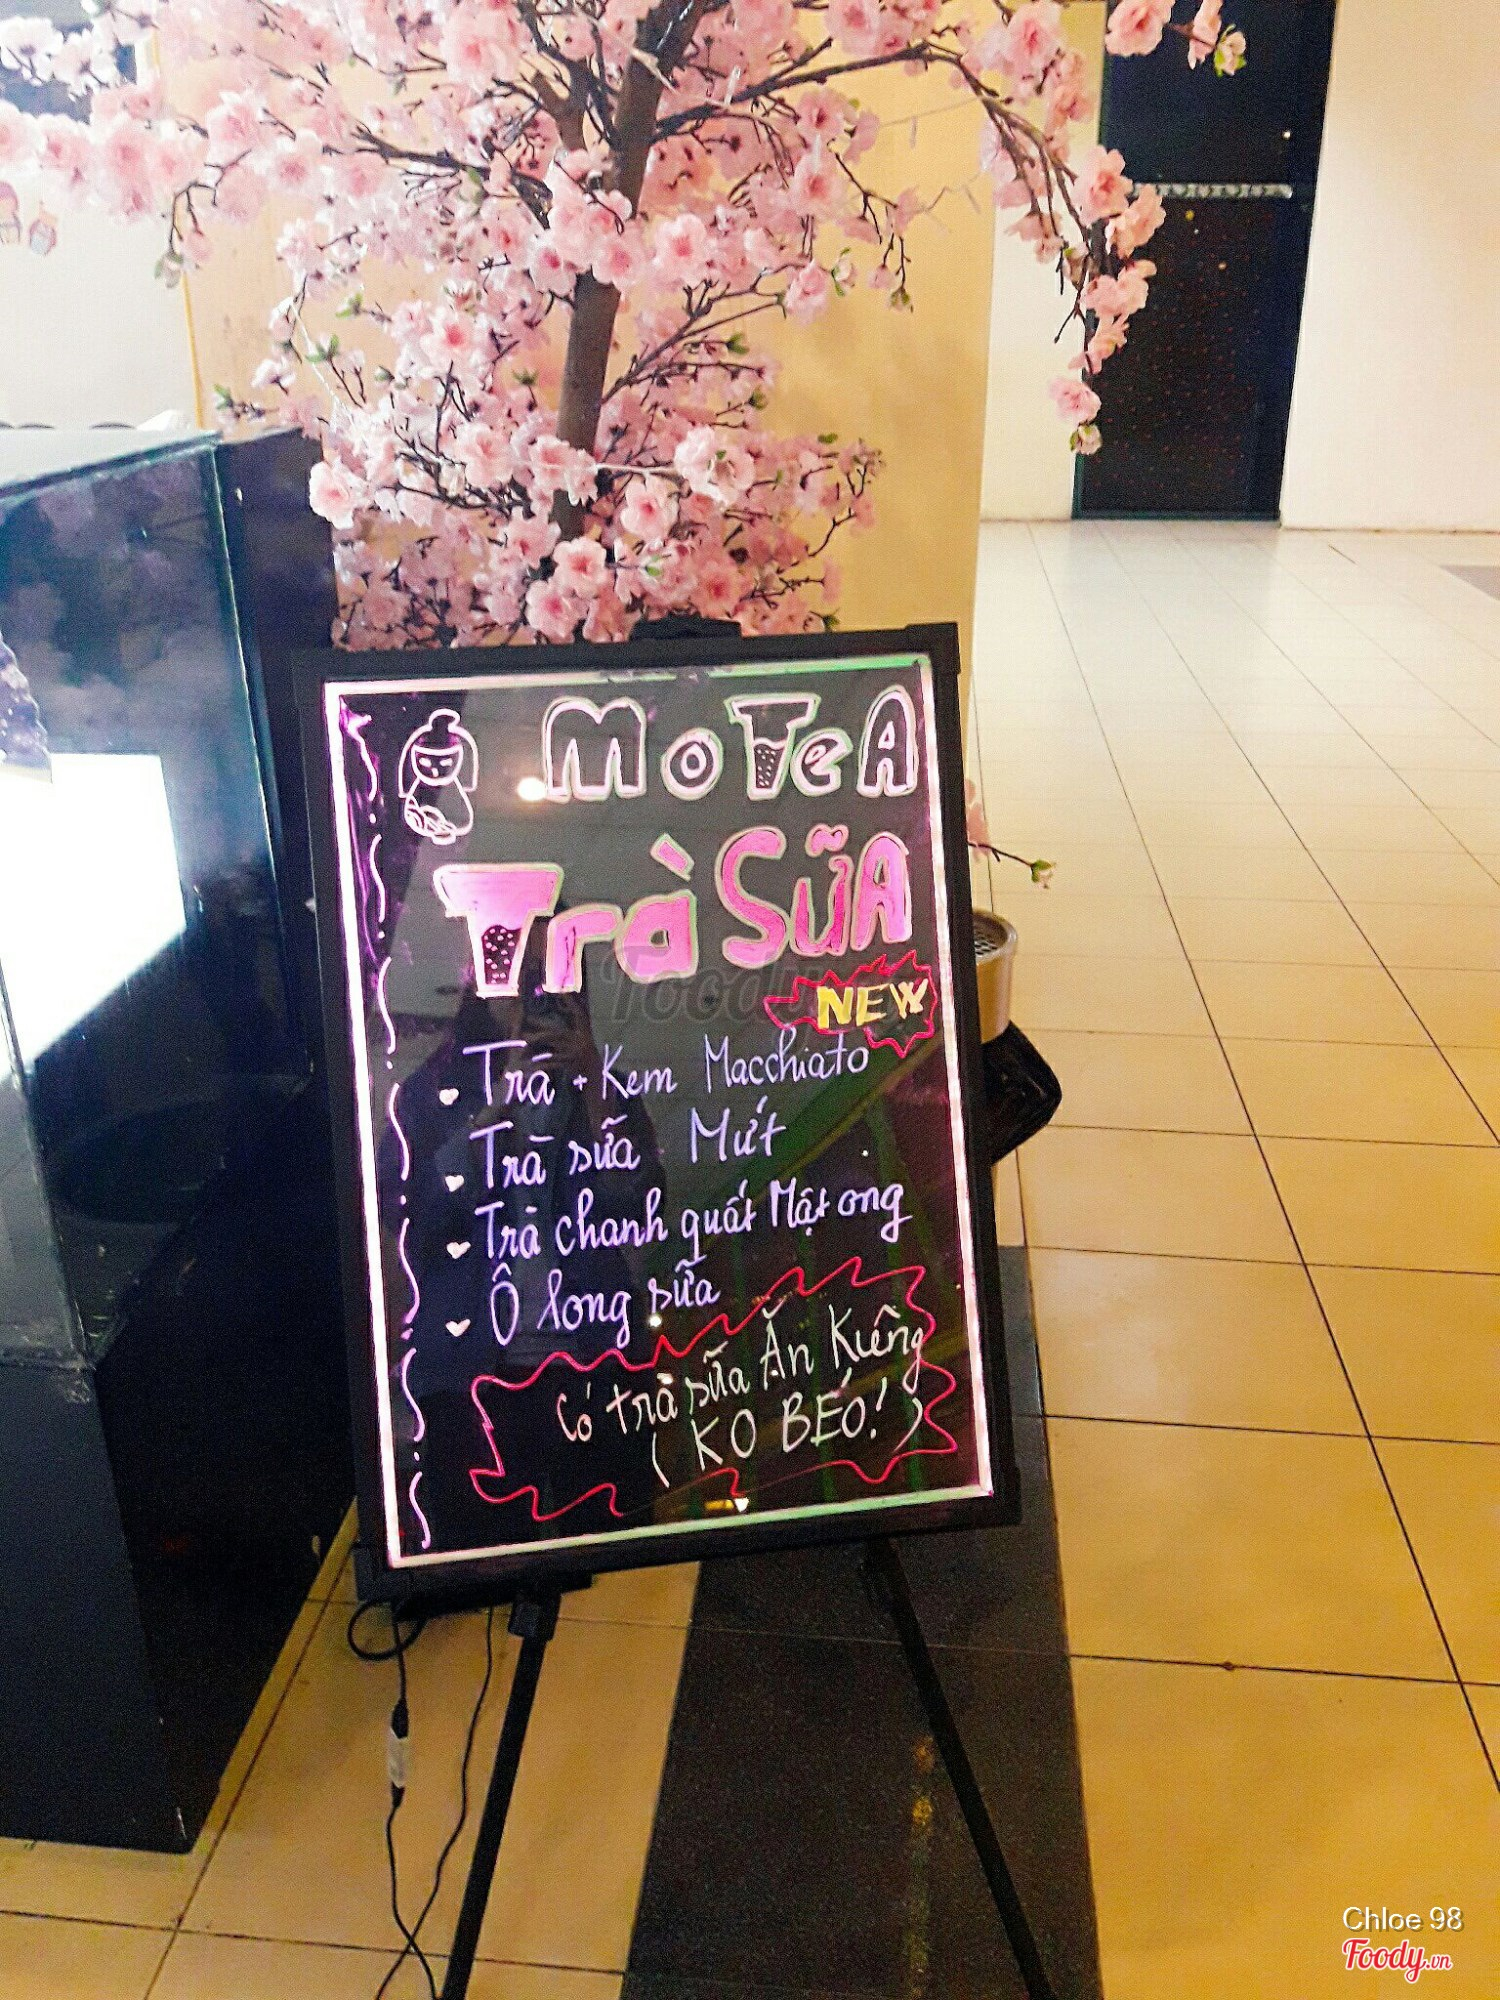 MoTeA
Trà Sữa
NEW
Trà + Kem Macchiato
Trà sữa Mứt
Trà chanh quất Mật ong
Ô long sữa
Có trà sữa Ăn Kiêng
(KO BÉO!)
Foody
Chloe 98
Foody.vn